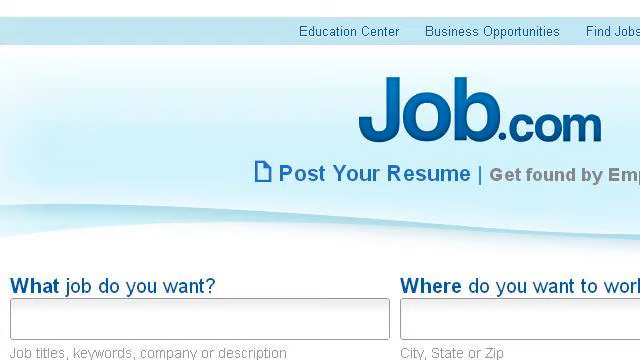 Education Center Business Opportunities Find Jobs
Job.com
Post Your Resume | Get found by
What job do you want? Where do you want to
Job titles, keywords, company or description City, State or Zip